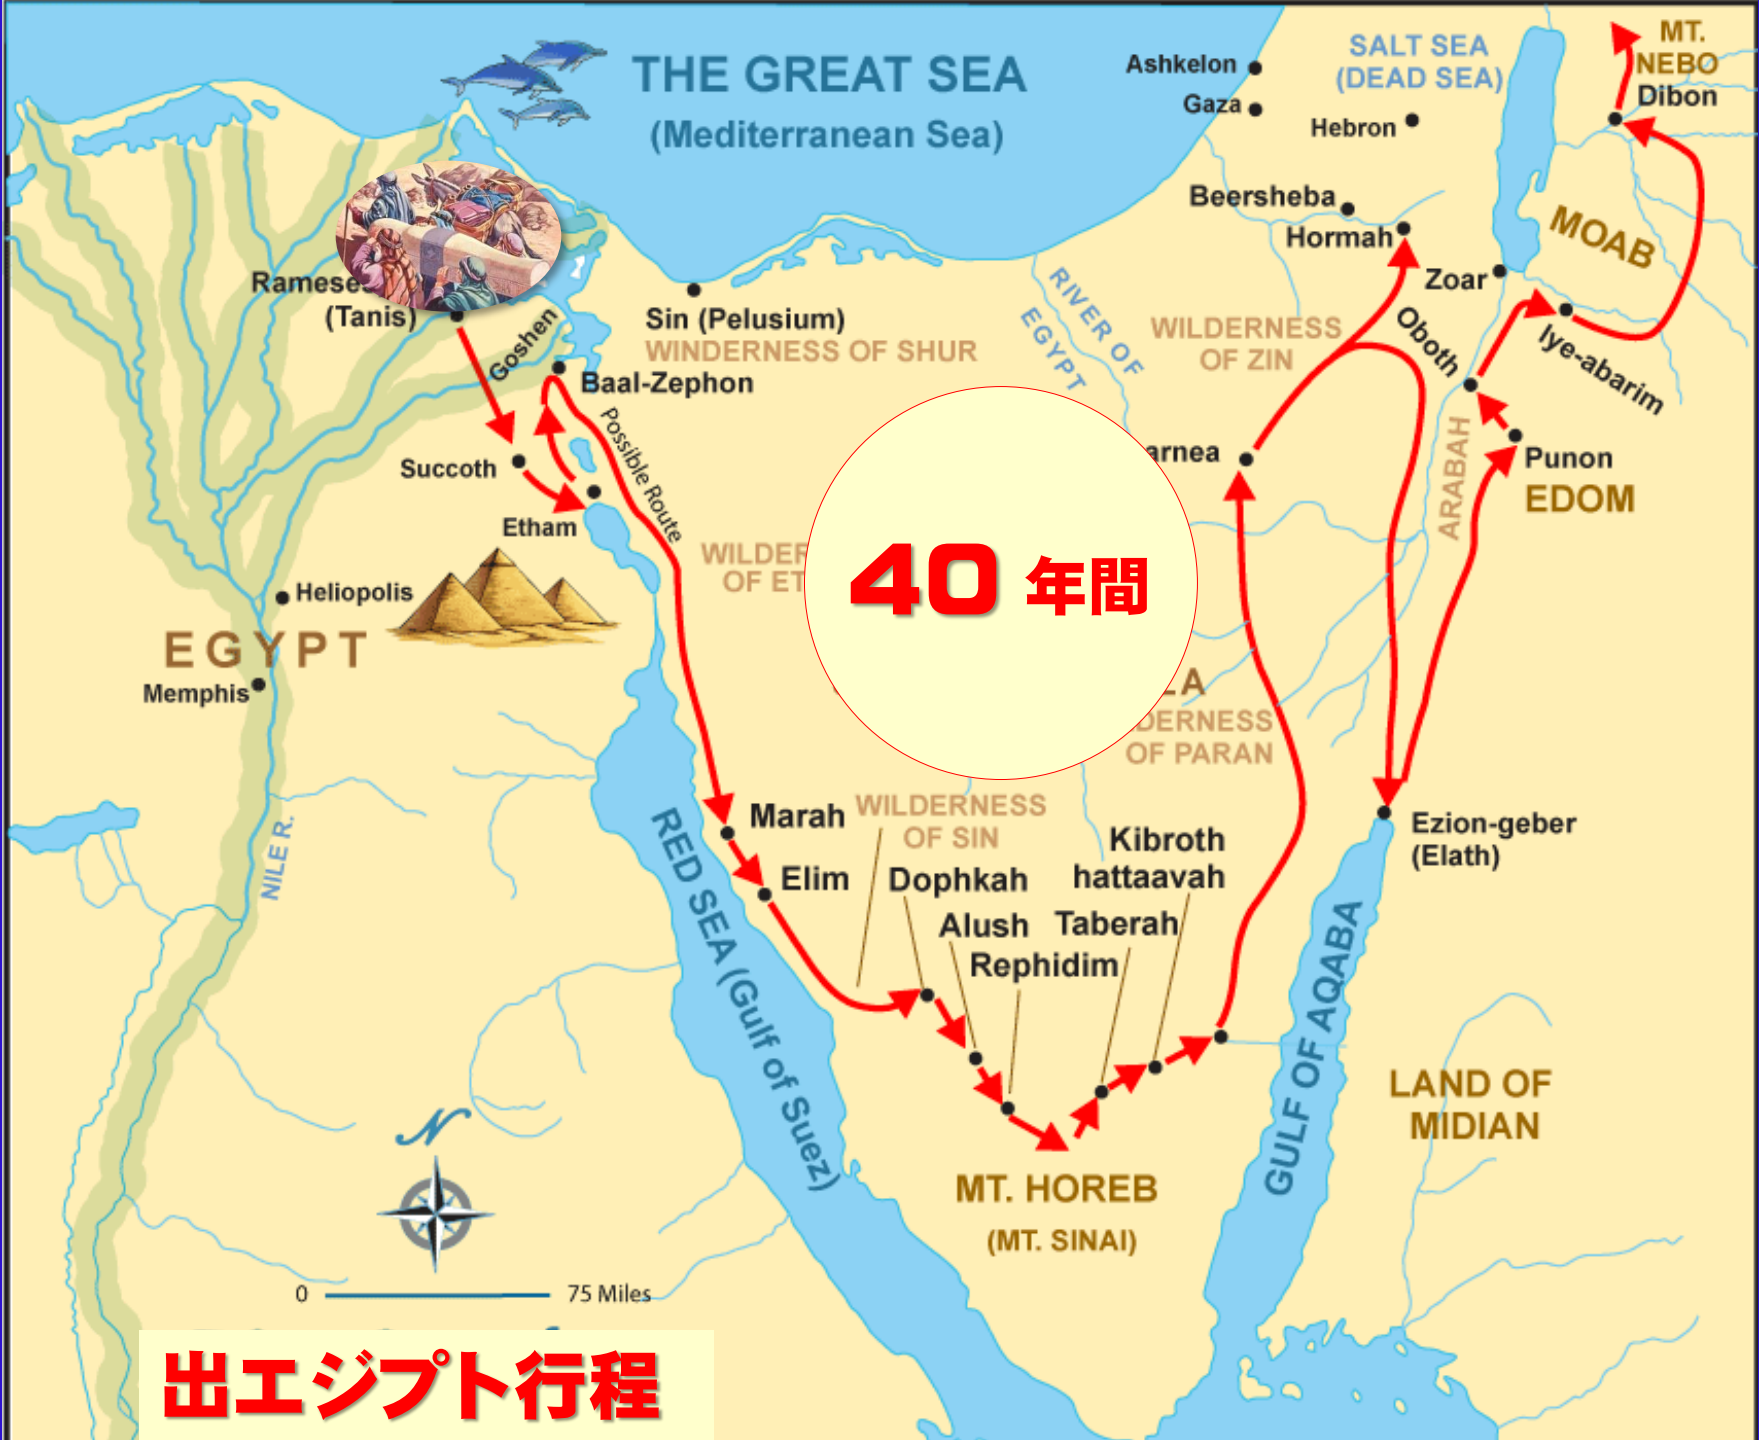 THE GREAT SEA
(Mediterranean Sea)
Ashkelon
Gaza
SALT SEA
(DEAD SEA)
Hebron
MT.
NEBO
Dibon
Beersheba
Hormah
Zoar
MOAB
Rameses
(Tanis)
Goshen
Sin (Pelusium)
WINDERNESS OF SHUR
Baal-Zephon
RIVER OF
EGYPT
WILDERNESS
OF ZIN
Oboth
Iye-abarim
Possible Route
Succoth
Etham
arnea
ARABAH
Punon
EDOM
WILDER
OF ET
40 年間
Heliopolis
EGYPT
Memphis
LA
DERNESS
OF PARAN
NILE R.
Marah
WILDERNESS
OF SIN
Elim
Dophkah
Alush
Rephidim
Kibroth
hattaavah
Taberah
Ezion-geber
(Elath)
RED SEA (Gulf of Suez)
GULF OF AQABA
LAND OF
MIDIAN
MT. HOREB
(MT. SINAI)
N
0 75 Miles
出エジプト行程